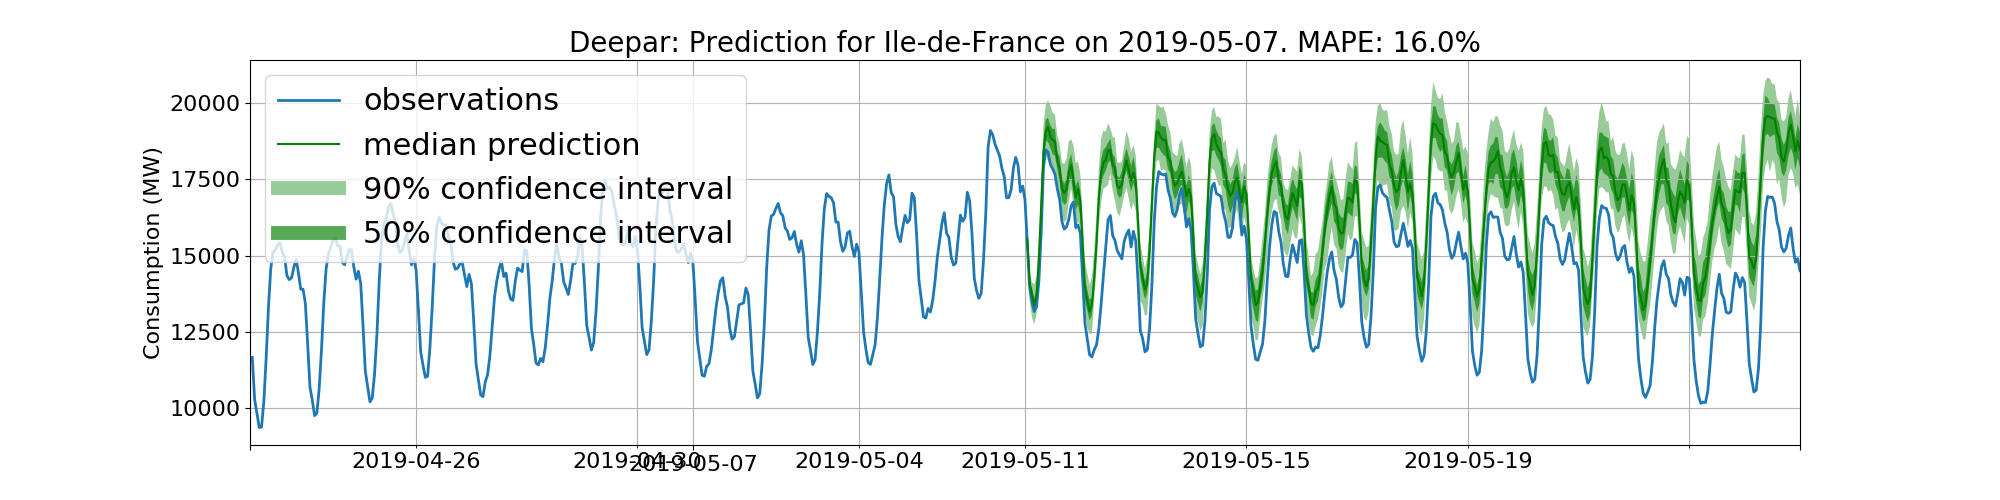 Deepar: Prediction for Ile-de-France on 2019-05-07. MAPE: 16.0%
observations
median prediction
90% confidence interval
50% confidence interval
Consumption (MW)
20000
17500
15000
12500
10000
2019-04-26
2019-04-30
2019-05-07
2019-05-04
2019-05-11
2019-05-15
2019-05-19